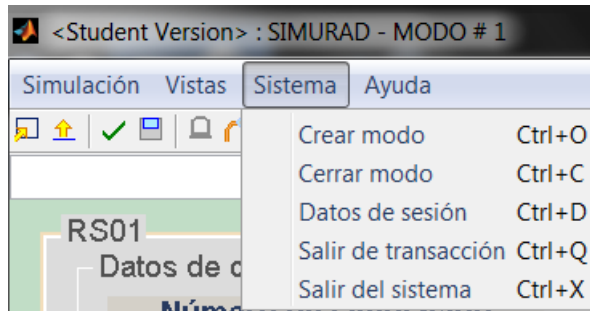 <Student Version> : SIMURAD - MODO # 1
Simulación Vistas Sistema Ayuda
Crear modo Ctrl+O
Cerrar modo Ctrl+C
Datos de sesión Ctrl+D
Salir de transacción Ctrl+Q
Salir del sistema Ctrl+X
RS01
Datos de